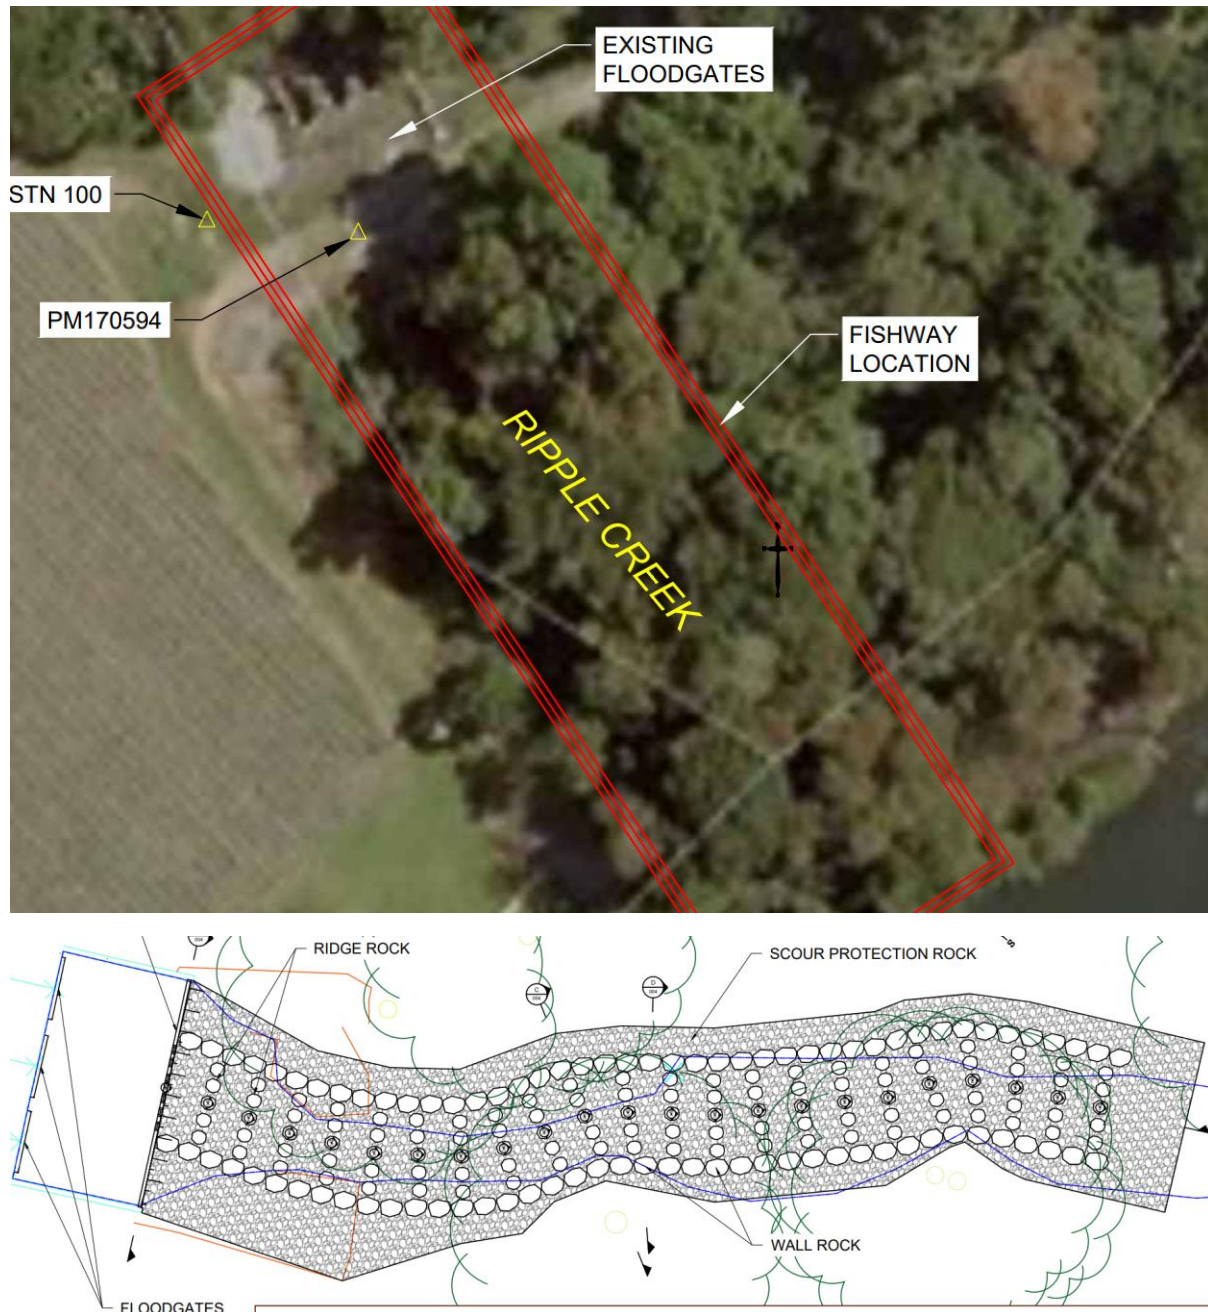 EXISTING
FLOODGATES
STN 100
PM170594
FISHWAY
LOCATION
RIPPLE CREEK
RIDGE ROCK
SCOUR PROTECTION ROCK
C
D
WALL ROCK
FLOODGATES